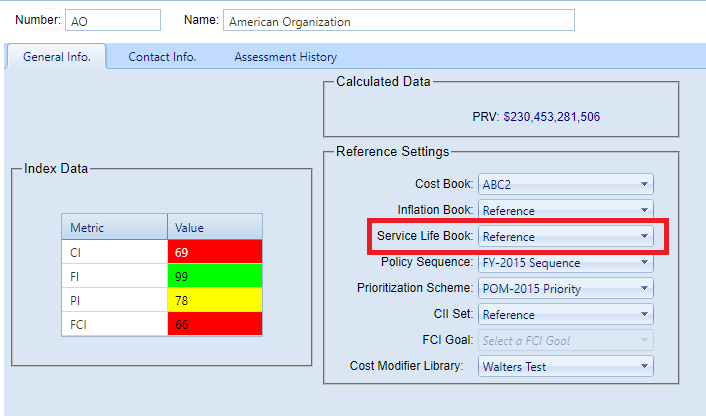 Number: AO Name: American Organization
General Info. Contact Info. Assessment History
Calculated Data
PRV: $230,453,281,506
Index Data
Metric Value
CI 69
FI 99
PI 78
FCI 66
Reference Settings
Cost Book: ABC2
Inflation Book: Reference
Service Life Book: Reference
Policy Sequence: FY-2015 Sequence
Prioritization Scheme: POM-2015 Priority
CII Set: Reference
FCI Goal: Select a FCI Goal
Cost Modifier Library: Walters Test